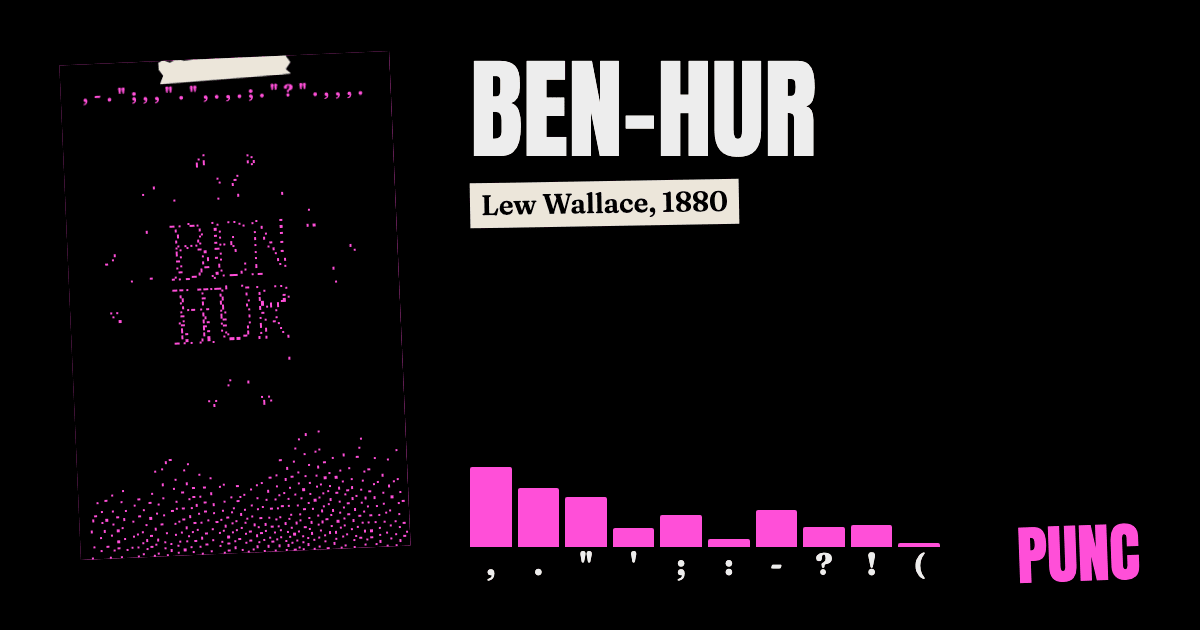 ,-.";,,".",.,.;."?".,,,.
BEN
HUR
BEN-HUR
Lew Wallace, 1880
, . " ' ; : - ? ! (
PUNC